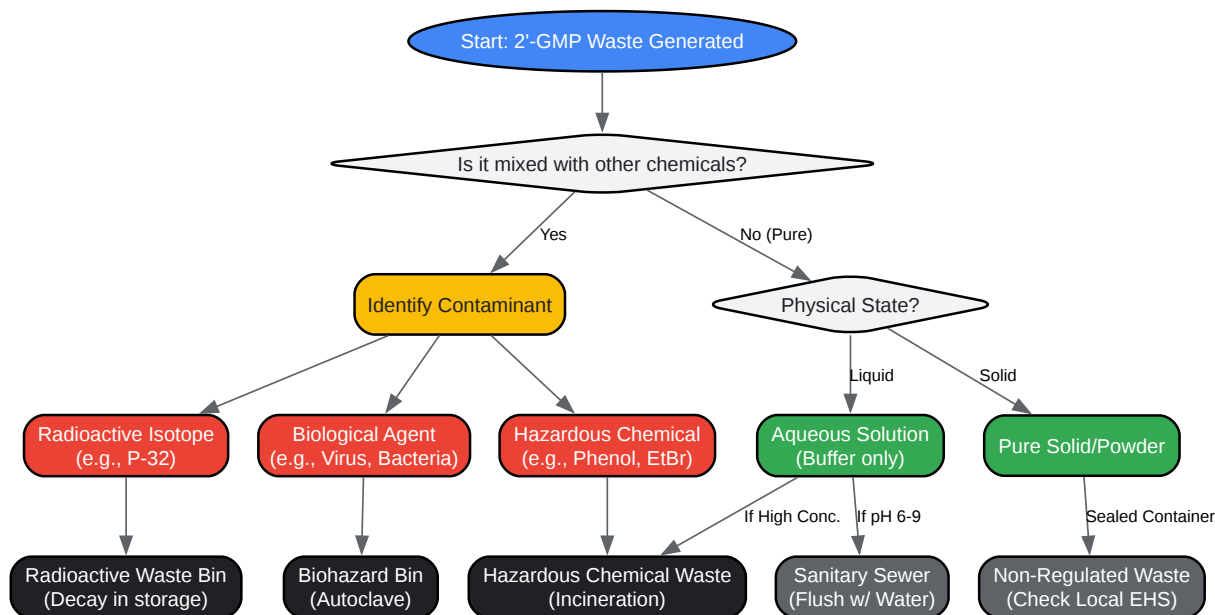 Start: 2'-GMP Waste Generated
Is it mixed with other chemicals?
Yes
No (Pure)
Identify Contaminant
Physical State?
Liquid
Solid
Radioactive Isotope
(e.g., P-32)
Biological Agent
(e.g., Virus, Bacteria)
Hazardous Chemical
(e.g., Phenol, EtBr)
Aqueous Solution
(Buffer only)
Pure Solid/Powder
If High Conc.
If pH 6-9
Sealed Container
Radioactive Waste Bin
(Decay in storage)
Biohazard Bin
(Autoclave)
Hazardous Chemical Waste
(Incineration)
Sanitary Sewer
(Flush w/ Water)
Non-Regulated Waste
(Check Local EHS)